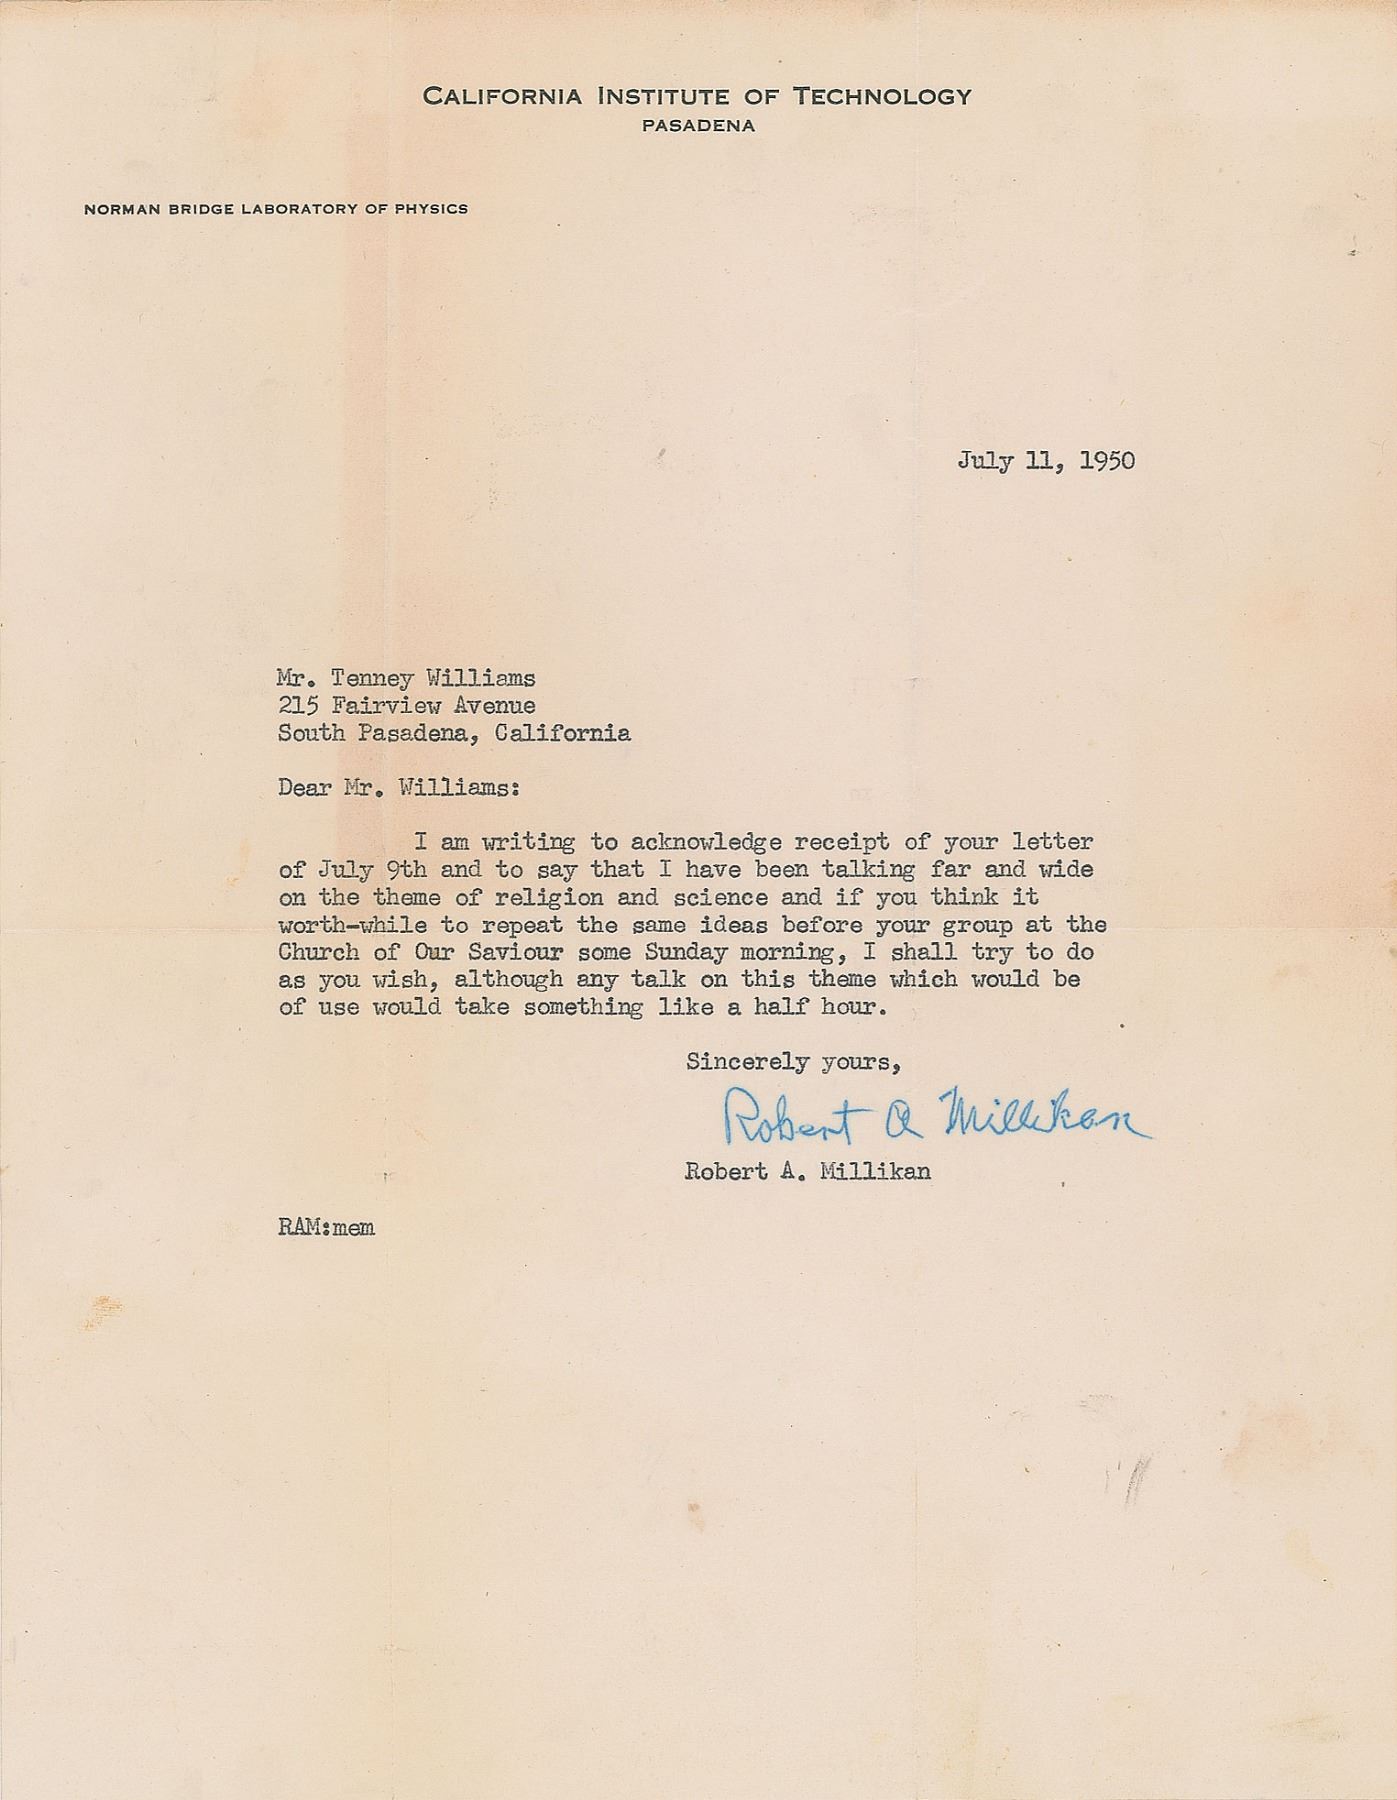 CALIFORNIA INSTITUTE OF TECHNOLOGY
PASADENA
NORMAN BRIDGE LABORATORY OF PHYSICS
July 11, 1950
Mr. Tenney Williams
215 Fairview Avenue
South Pasadena, California
Dear Mr. Williams:
I am writing to acknowledge receipt of your letter
of July 9th and to say that I have been talking far and wide
on the theme of religion and science and if you think it
worth-while to repeat the same ideas before your group at the
Church of Our Saviour some Sunday morning, I shall try to do
as you wish, although any talk on this theme which would be
of use would take something like a half hour.
Sincerely yours,
Robert A Millikan
Robert A. Millikan
RAM:mem